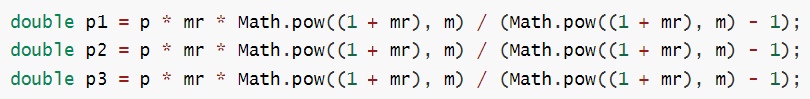 double p1 = p * mr * Math.pow((1 + mr), m) / (Math.pow((1 + mr), m) - 1);
double p2 = p * mr * Math.pow((1 + mr), m) / (Math.pow((1 + mr), m) - 1);
double p3 = p * mr * Math.pow((1 + mr), m) / (Math.pow((1 + mr), m) - 1);